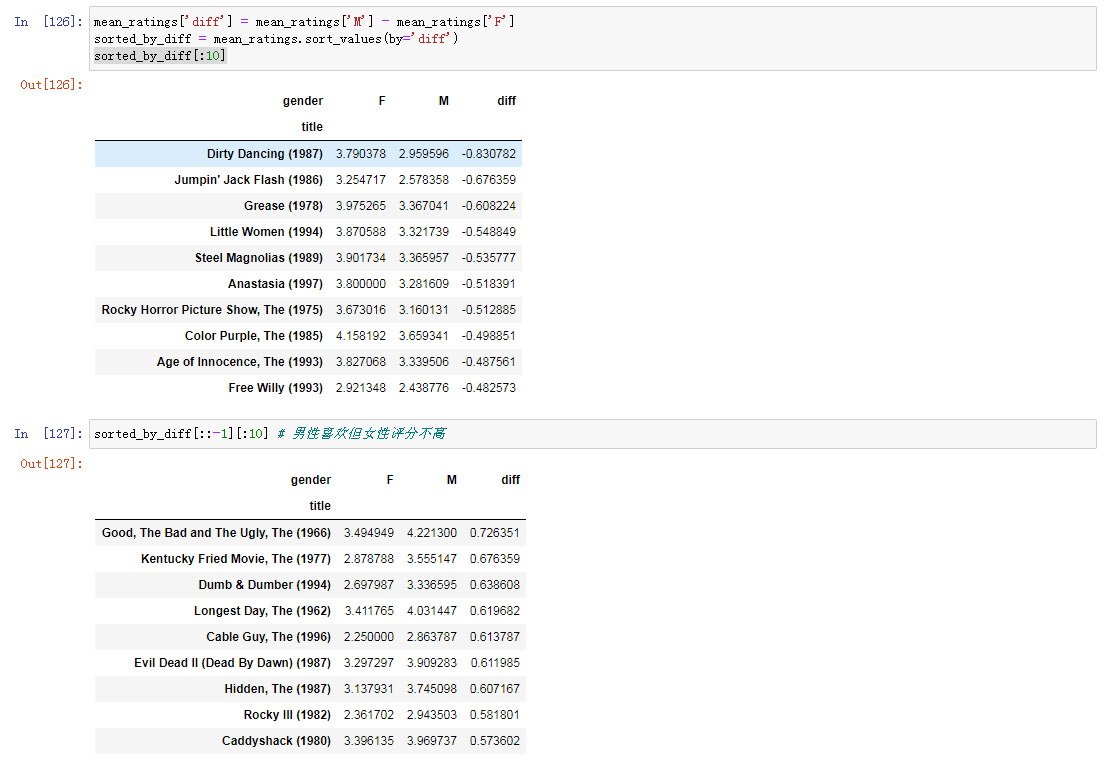 In [126]: mean_ratings['diff'] = mean_ratings['M'] - mean_ratings['F']
sorted_by_diff = mean_ratings.sort_values(by='diff')
sorted_by_diff[:10]
Out[126]:
gender F M diff
title
Dirty Dancing (1987) 3.790378 2.959596 -0.830782
Jumpin' Jack Flash (1986) 3.254717 2.578358 -0.676359
Grease (1978) 3.975265 3.367041 -0.608224
Little Women (1994) 3.870588 3.321739 -0.548849
Steel Magnolias (1989) 3.901734 3.365957 -0.535777
Anastasia (1997) 3.800000 3.281609 -0.518391
Rocky Horror Picture Show, The (1975) 3.673016 3.160131 -0.512885
Color Purple, The (1985) 4.158192 3.659341 -0.498851
Age of Innocence, The (1993) 3.827068 3.339506 -0.487561
Free Willy (1993) 2.921348 2.438776 -0.482573
In [127]: sorted_by_diff[::-1][:10] # 男性喜欢但女性评分不高
Out[127]:
gender F M diff
title
Good, The Bad and The Ugly, The (1966) 3.494949 4.221300 0.726351
Kentucky Fried Movie, The (1977) 2.878788 3.555147 0.676359
Dumb & Dumber (1994) 2.697987 3.336595 0.638608
Longest Day, The (1962) 3.411765 4.031447 0.619682
Cable Guy, The (1996) 2.250000 2.863787 0.613787
Evil Dead II (Dead By Dawn) (1987) 3.297297 3.909283 0.611985
Hidden, The (1987) 3.137931 3.745098 0.607167
Rocky III (1982) 2.361702 2.943503 0.581801
Caddyshack (1980) 3.396135 3.969737 0.573602